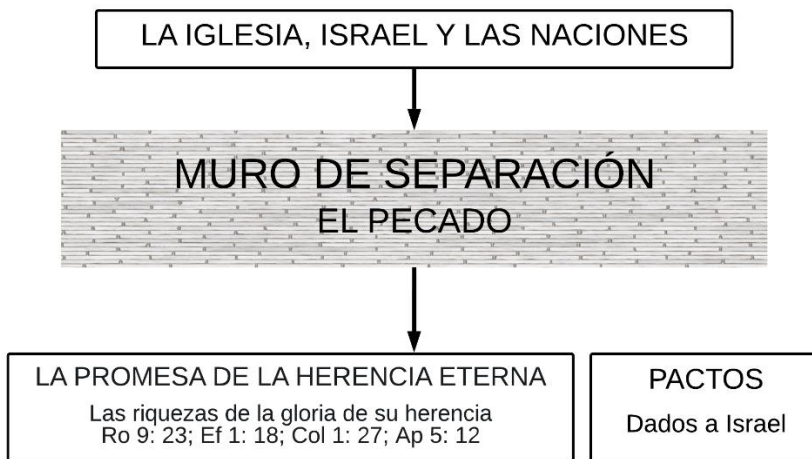 LA IGLESIA, ISRAEL Y LAS NACIONES
MURO DE SEPARACIÓN
EL PECADO
LA PROMESA DE LA HERENCIA ETERNA
Las riquezas de la gloria de su herencia
Ro 9: 23; Ef 1: 18; Col 1: 27; Ap 5: 12
PACTOS
Dados a Israel